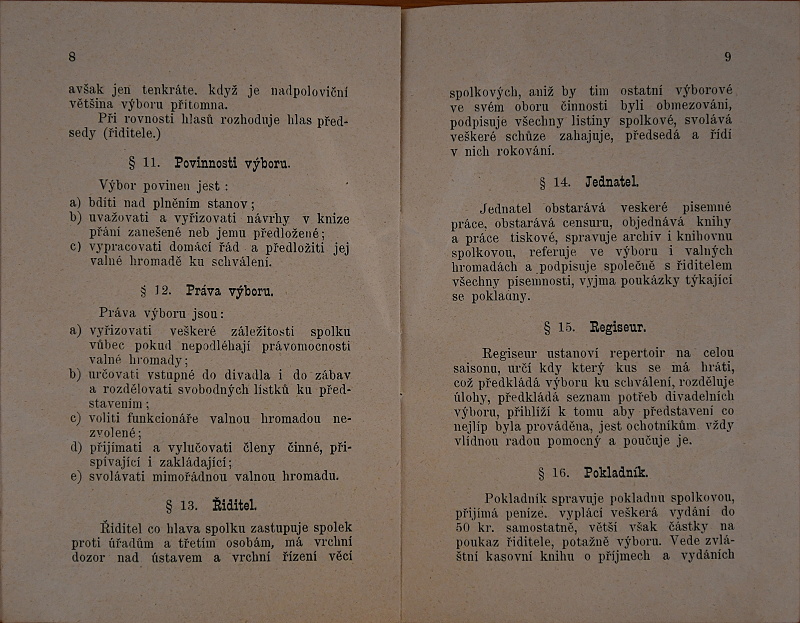 8
avšak jen tenkráte. když je nadpoloviční
většina výboru přítomna.
Při rovnosti hlasů rozhoduje hlas před-
sedy (řiditele.)
§ 11. Povinnosti výboru.
Výbor povinen jest :
a) bdíti nad plněním stanov ;
b) uvažovati a vyřizovati návrhy v knize
přání zanešené neb jemu předložené ;
c) vypracovati domácí řád a předložiti jej
valné hromadě ku schválení.
§ 12. Práva výboru.
Práva výboru jsou :
a) vyřizovati veškeré záležitosti spolku
vůbec pokud nepodléhají právomocnosti
valné hromady ;
b) určovati vstupné do divadla i do zábav
a rozdělovati svobodných lístků ku před-
stavením ;
c) voliti funkcionáře valnou hromadou ne-
zvolené ;
d) přijímati a vylučovati členy činné, při-
spívající i zakládající ;
e) svolávati mimořádnou valnou hromadu.
§ 13. Řiditel.
Řiditel co hlava spolku zastupuje spolek
proti úřadům a třetím osobám, má vrchní
dozor nad ústavem a vrchní řízení věcí
9
spolkových, aniž by tím ostatní výborové
ve svém oboru činnosti byli obmezováni,
podpisuje všechny listiny spolkové, svolává
veškeré schůze zahajuje, předsedá a řídí
v nich rokování.
§ 14. Jednatel.
Jednatel obstarává veskeré písemné
práce, obstarává censuru, objednává knihy
a práce tiskové, spravuje archiv i knihovnu
spolkovou, referuje ve výboru i valných
hromadách a podpisuje společně s řiditelem
všechny písemnosti, vyjma poukázky týkající
se pokladny.
§ 15. Regiseur.
Regiseur ustanoví repertoir na celou
saisonu, určí kdy který kus se má hráti,
což předkládá výboru ku schválení, rozděluje
úlohy, předkládá seznam potřeb divadelních
výboru, přihlíží k tomu aby představení co
nejlíp byla prováděna, jest ochotníkům vždy
vlídnou radou pomocný a poučuje je.
§ 16. Pokladník.
Pokladník spravuje pokladnu spolkovou,
přijímá peníze. vyplácí veškerá vydání do
50 kr. samostatně, větší však částky na
poukaz řiditele, potažně výboru. Vede zvlá-
štní kasovní knihu o příjmech a vydáních